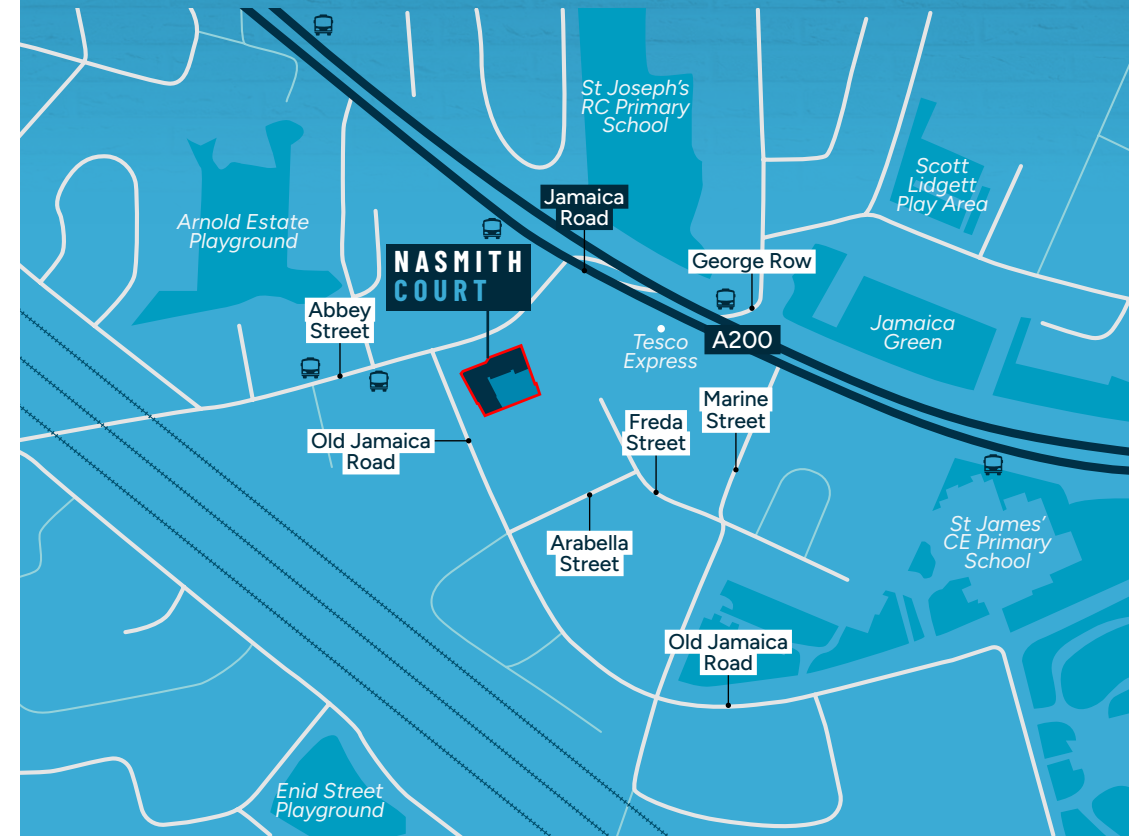 St Joseph's
RC Primary
School
Scott
Lidgett
Play Area
Jamaica
Road
Arnold Estate
Playground
NASMITH
COURT
George Row
Abbey
Street
Jamaica
Green
Tesco
Express
A200
Marine
Street
Freda
Street
Old Jamaica
Road
Arabella
Street
St James'
CE Primary
School
Old Jamaica
Road
Enid Street
Playground